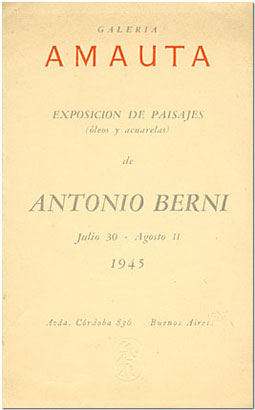 GALERIA
AMAUTA
EXPOSICION DE PAISAJES
(óleos y acuarelas)
de
ANTONIO BERNI
Julio 30 - Agosto 11
1945
Avda. Córdoba 836 Buenos Aires